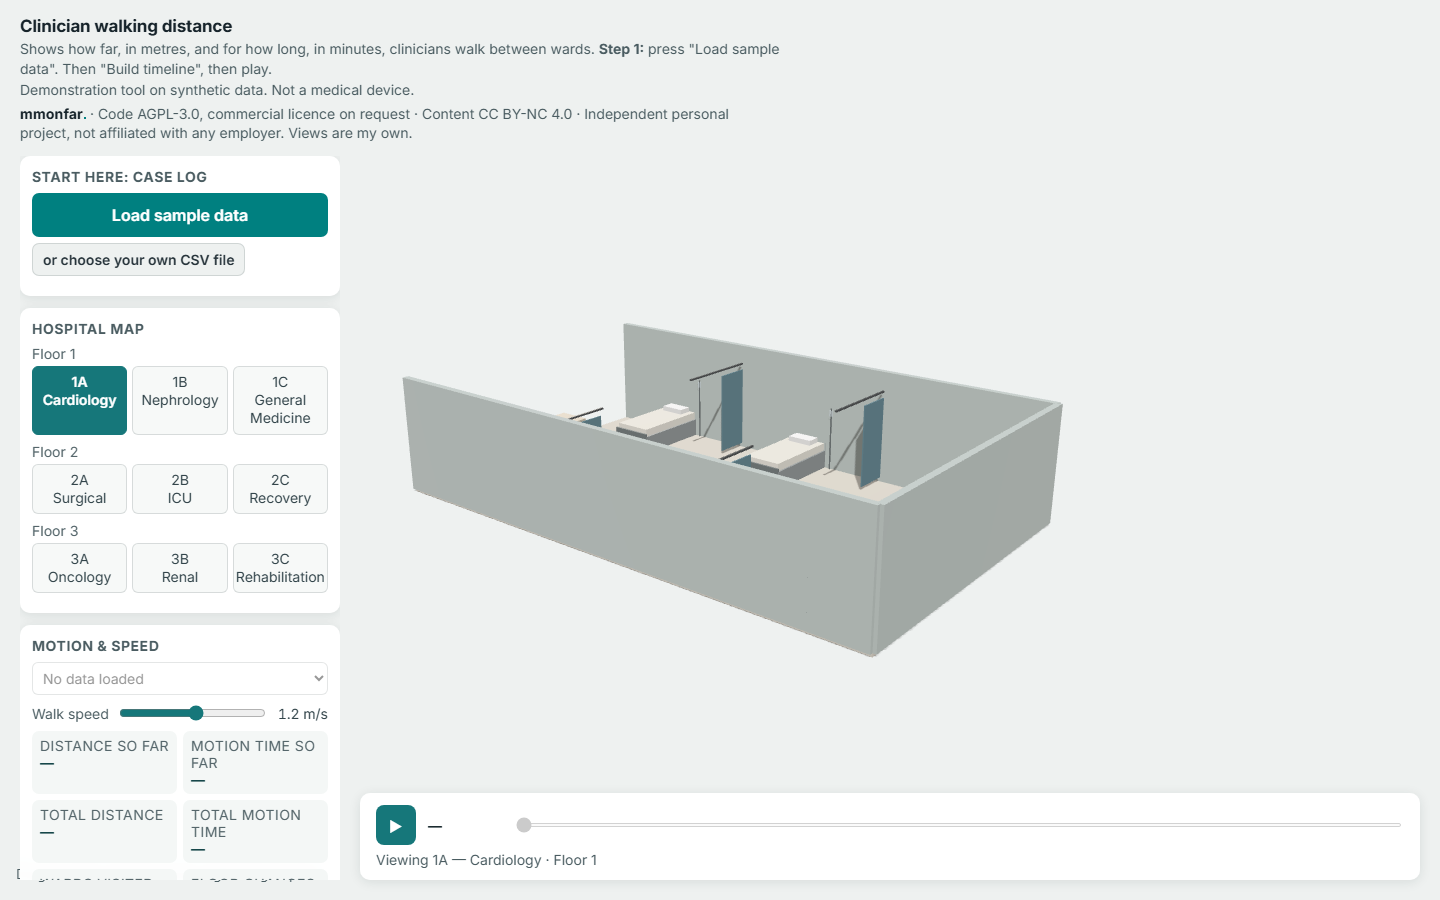 Clinician walking distance
Shows how far, in metres, and for how long, in minutes, clinicians walk between wards. Step 1: press "Load sample
data". Then "Build timeline", then play.
Demonstration tool on synthetic data. Not a medical device.
mmonfar. · Code AGPL-3.0, commercial licence on request · Content CC BY-NC 4.0 · Independent personal
project, not affiliated with any employer. Views are my own.
START HERE: CASE LOG
Load sample data
or choose your own CSV file
HOSPITAL MAP
Floor 1
1A
Cardiology
1B
Nephrology
1C
General
Medicine
Floor 2
2A
Surgical
2B
ICU
2C
Recovery
Floor 3
3A
Oncology
3B
Renal
3C
Rehabilitation
MOTION & SPEED
No data loaded
Walk speed
1.2 m/s
DISTANCE SO FAR
—
MOTION TIME SO
FAR
—
TOTAL DISTANCE
—
TOTAL MOTION
TIME
—
—
Viewing 1A — Cardiology · Floor 1